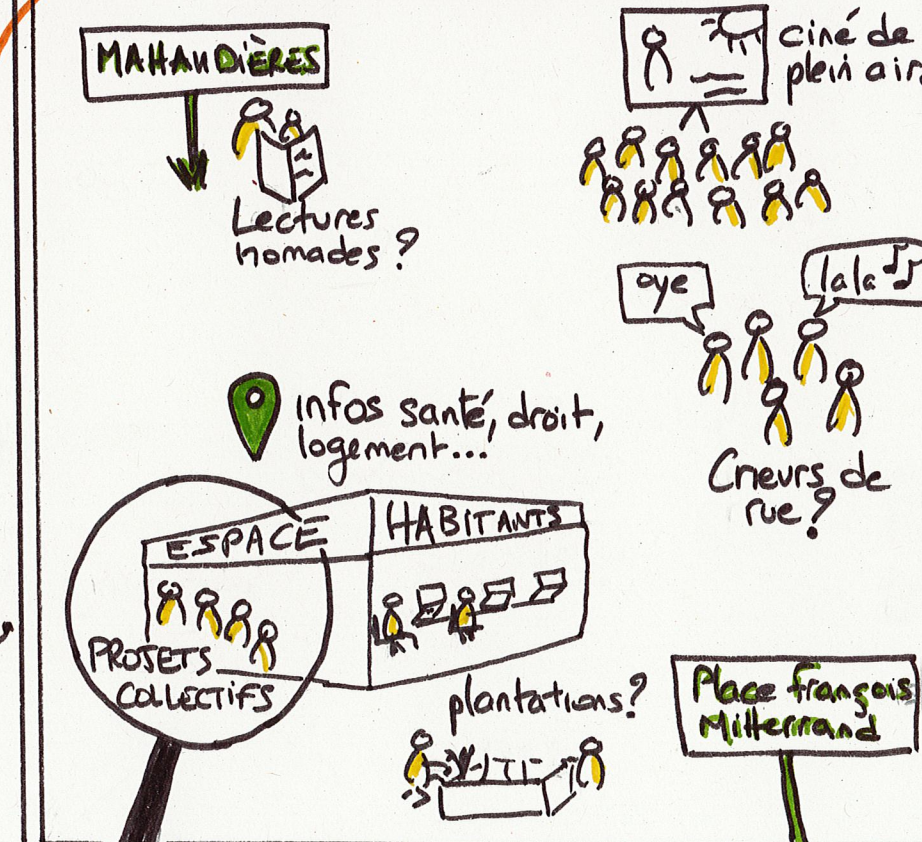 MAHAUDIÈRES
Lectures
nomades ?
ciné de
plein air
oye
lala
Crieurs de
rue ?
infos santé, droit,
logement...
ESPACE
HABITANTS
PROJETS
COLLECTIFS
plantations ?
Place François
Mitterrand